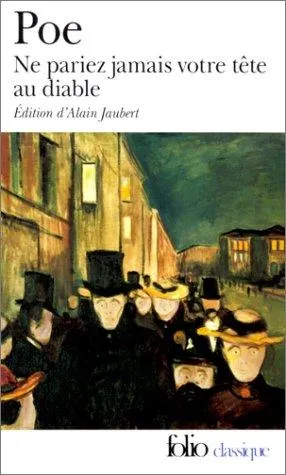 Poe
Ne pariez jamais votre tête
au diable
Édition d'Alain Jaubert
folio classique